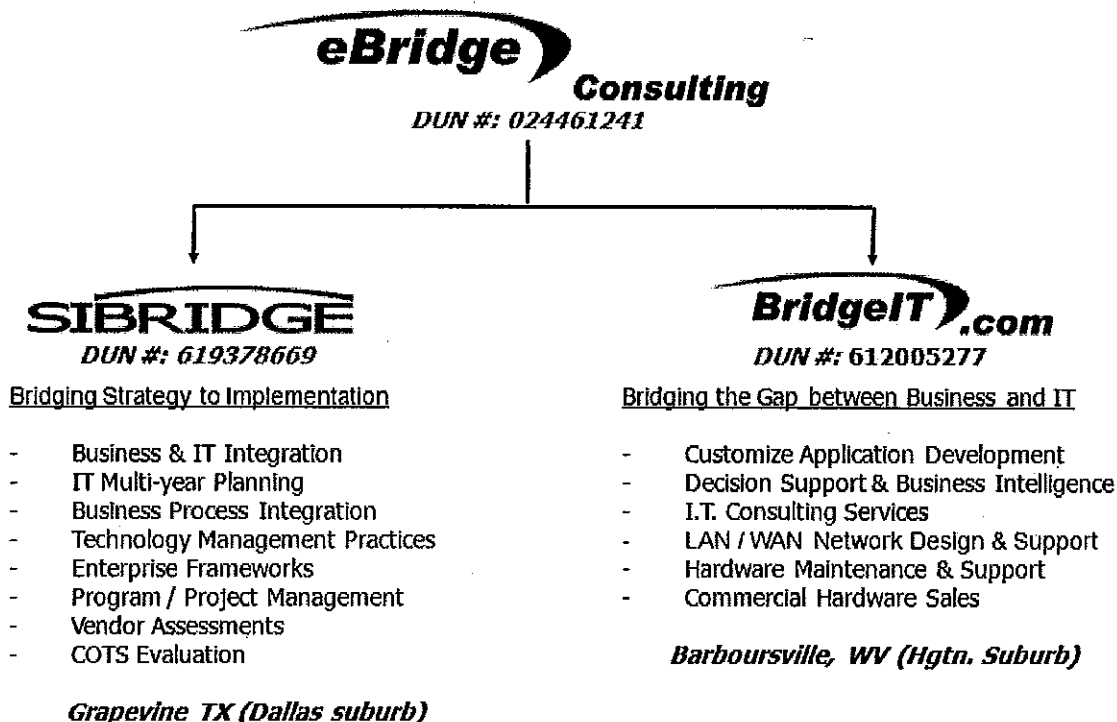 eBridge
Consulting
DUN #: 024461241
SIBRIDGE
DUN #: 619378669
Bridging Strategy to Implementation
- Business & IT Integration
- IT Multi-year Planning
- Business Process Integration
- Technology Management Practices
- Enterprise Frameworks
- Program / Project Management
- Vendor Assessments
- COTS Evaluation
Grapevine TX (Dallas suburb)
BridgeIT.com
DUN #: 612005277
Bridging the Gap between Business and IT
- Customize Application Development
- Decision Support & Business Intelligence
- I.T. Consulting Services
- LAN / WAN Network Design & Support
- Hardware Maintenance & Support
- Commercial Hardware Sales
Barboursville, WV (Hgtn. Suburb)